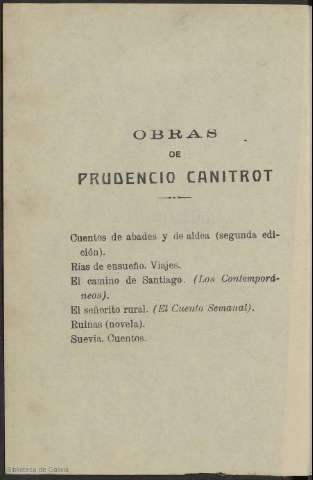 OBRAS
DE
PRUDENCIO CANITROT
Cuentos de abades y de aldea (segunda edi-
ción).
Rías de ensueño. Viajes.
El camino de Santiago. (Los Contemporá-
neos).
El señorito rural. (El Cuento Semanal).
Ruinas (novela).
Suevia. Cuentos.
Biblioteca de Galicia